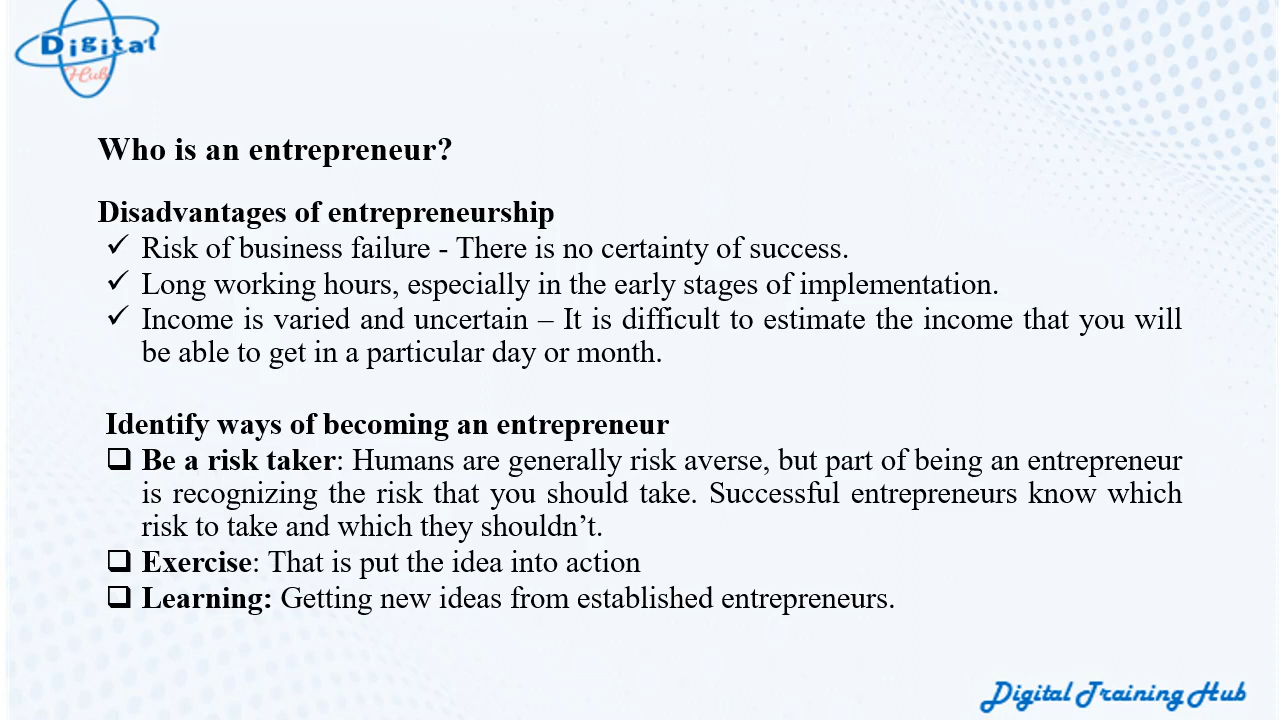 Digital
Hub
Who is an entrepreneur?
Disadvantages of entrepreneurship
✓ Risk of business failure - There is no certainty of success.
✓ Long working hours, especially in the early stages of implementation.
✓ Income is varied and uncertain – It is difficult to estimate the income that you will
be able to get in a particular day or month.
Identify ways of becoming an entrepreneur
❑ Be a risk taker: Humans are generally risk averse, but part of being an entrepreneur
is recognizing the risk that you should take. Successful entrepreneurs know which
risk to take and which they shouldn’t.
❑ Exercise: That is put the idea into action
❑ Learning: Getting new ideas from established entrepreneurs.
Digital Training Hub